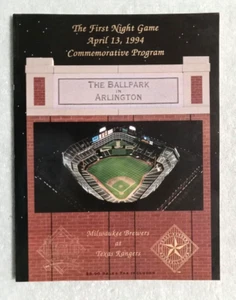 The First Night Game
April 13, 1994
Commemorative Program
THE BALLPARK
IN
ARLINGTON
Milwaukee Brewers
at
Texas Rangers